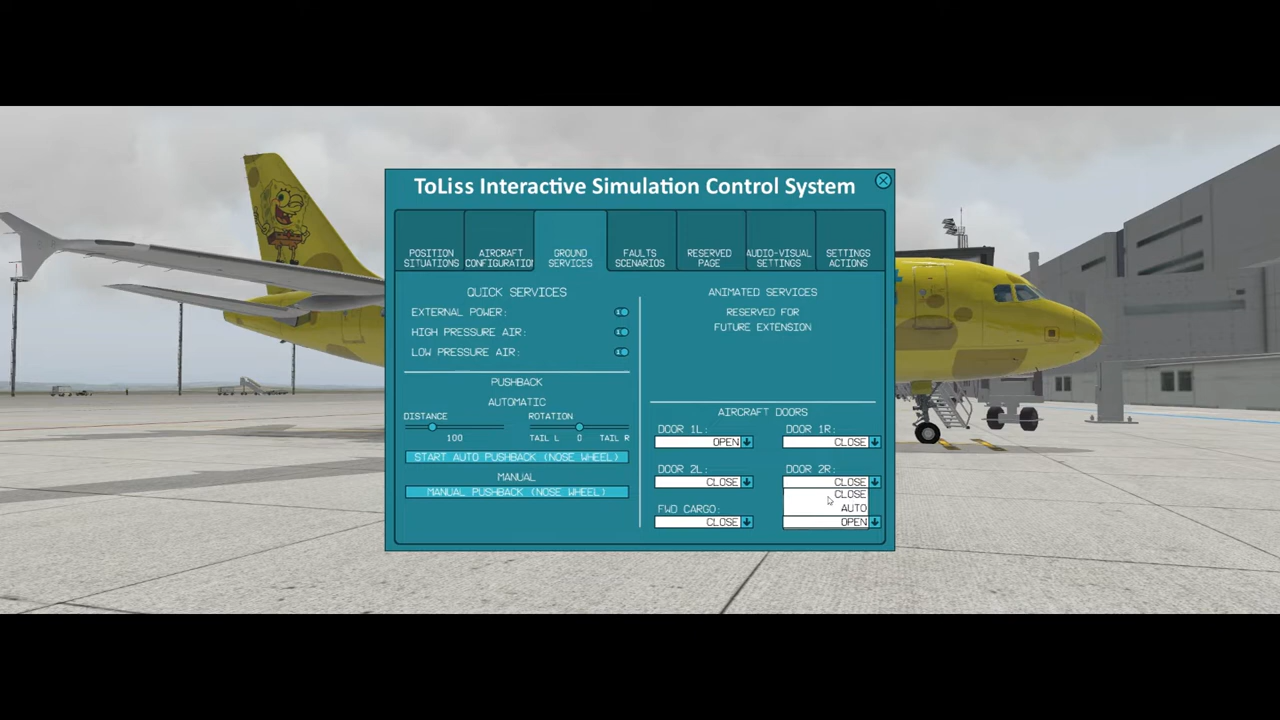 ToLiss Interactive Simulation Control System
POSITION
SITUATIONS
AIRCRAFT
CONFIGURATION
GROUND
SERVICES
FAULTS
SCENARIOS
RESERVED
PAGE
AUDIO-VISUAL
SETTINGS
SETTINGS
ACTIONS
QUICK SERVICES
EXTERNAL POWER:
HIGH PRESSURE AIR:
LOW PRESSURE AIR:
PUSHBACK
AUTOMATIC
DISTANCE
ROTATION
100
TAIL L 0 TAIL R
START AUTO PUSHBACK (NOSE WHEEL)
MANUAL
MANUAL PUSHBACK (NOSE WHEEL)
ANIMATED SERVICES
RESERVED FOR
FUTURE EXTENSION
AIRCRAFT DOORS
DOOR 1L:
OPEN
DOOR 1R:
CLOSE
DOOR 2L:
CLOSE
DOOR 2R:
CLOSE
CLOSE
AUTO
OPEN
FWD CARGO:
CLOSE